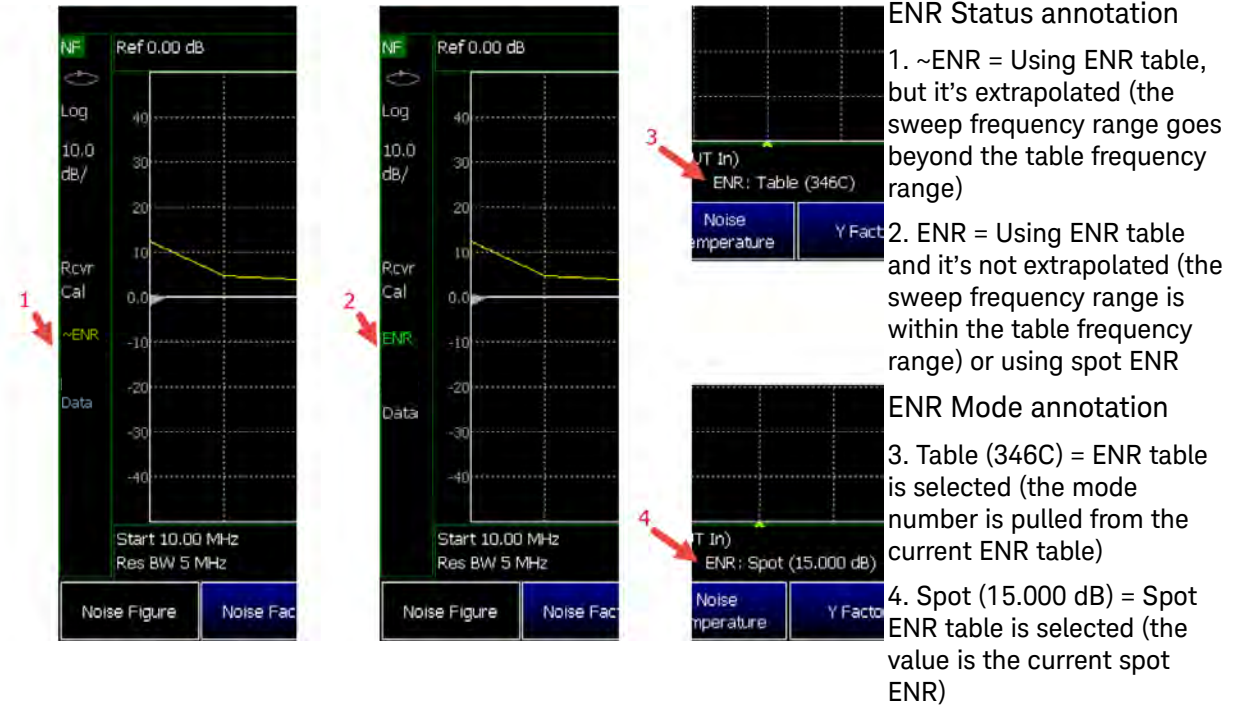 NF
Ref 0.00 dB
Log
10.0
dB/
Rcvr
Cal
~ENR
Data
40
30
20
10
0.0
-10
-20
-30
-40
1
Start 10.00 MHz
Res BW 5 MHz
Noise Figure
Noise Fac
NF
Ref 0.00 dB
Log
10.0
dB/
Rcvr
Cal
ENR
Data
40
30
20
10
0.0
-10
-20
-30
-40
2
Start 10.00 MHz
Res BW 5 MHz
Noise Figure
Noise Fac
3
UT In)
ENR: Table (346C)
Noise
emperature
Y Fact
4
T In)
ENR: Spot (15.000 dB)
Noise
mperature
Y Facto
ENR Status annotation
1. ~ENR = Using ENR table,
but it’s extrapolated (the
sweep frequency range goes
beyond the table frequency
range)
2. ENR = Using ENR table
and it’s not extrapolated (the
sweep frequency range is
within the table frequency
range) or using spot ENR
ENR Mode annotation
3. Table (346C) = ENR table
is selected (the mode
number is pulled from the
current ENR table)
4. Spot (15.000 dB) = Spot
ENR table is selected (the
value is the current spot
ENR)